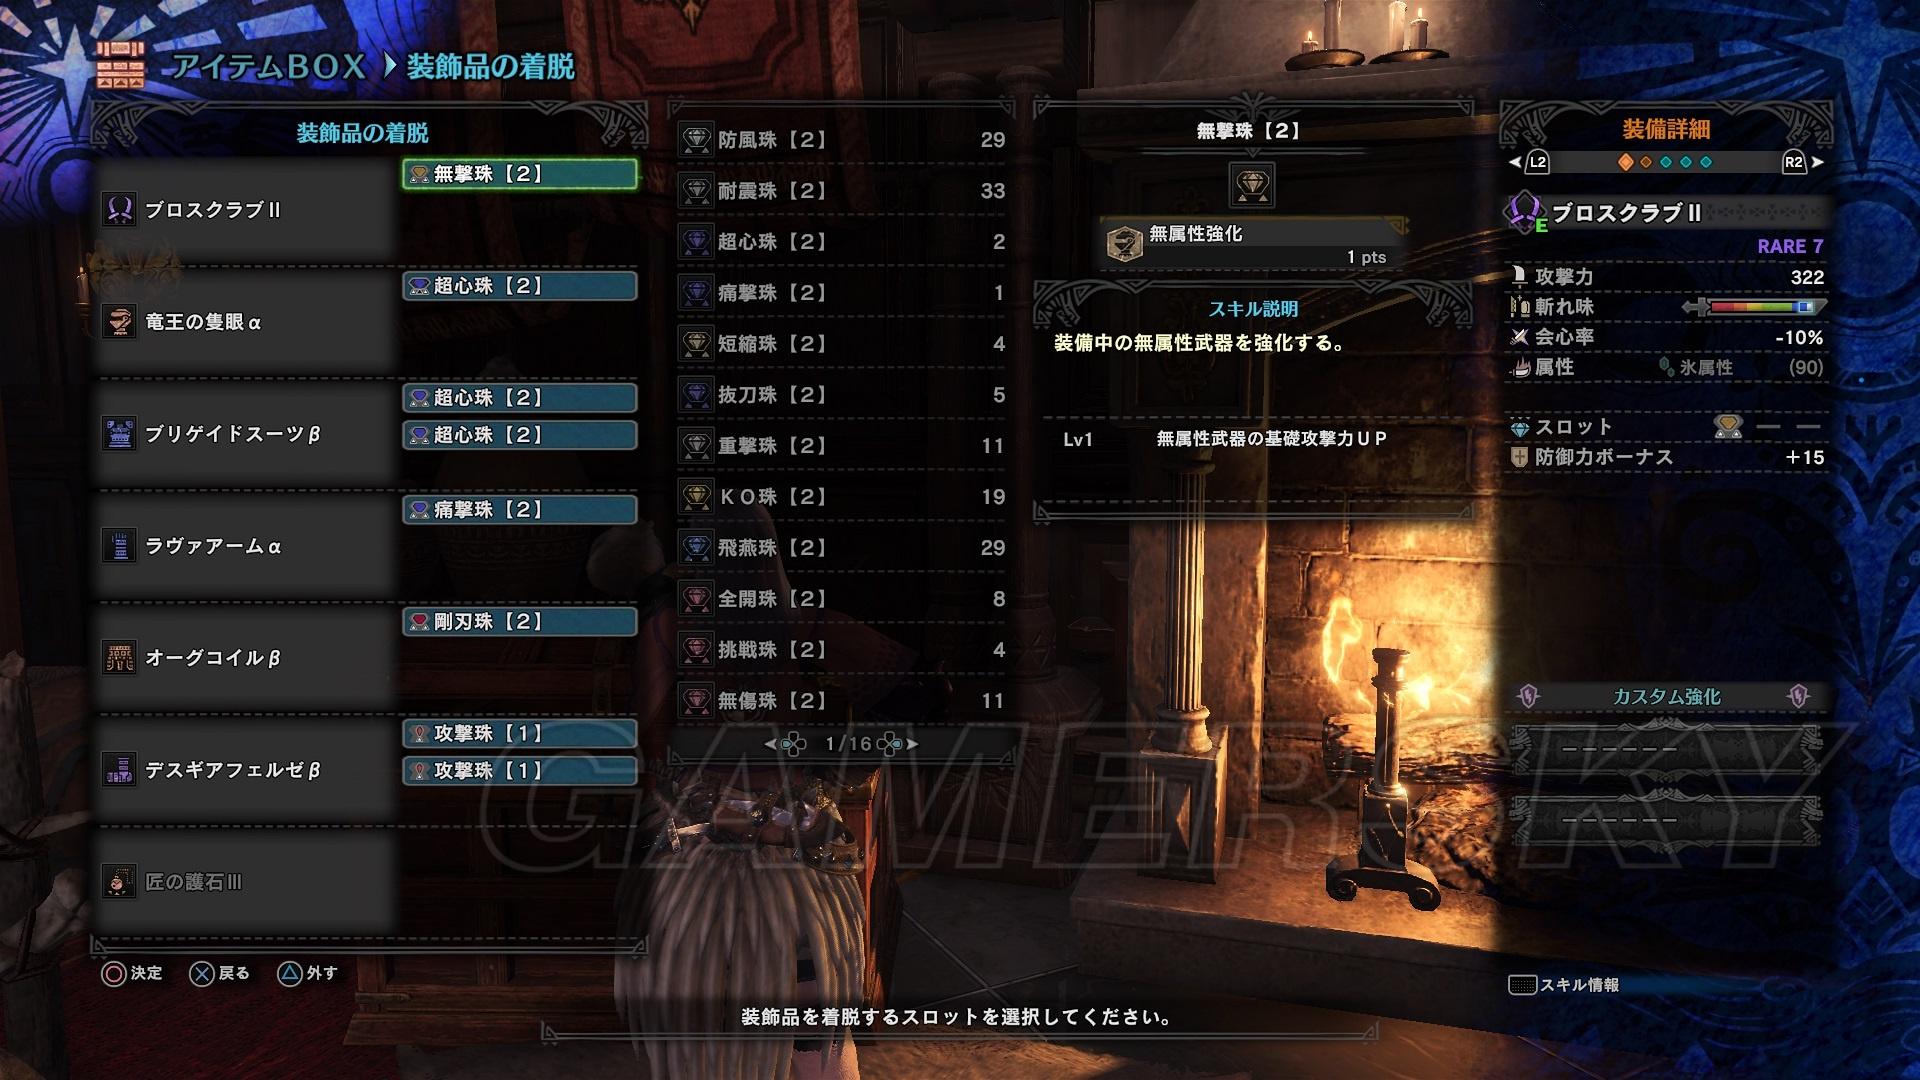 アイテムBOX 装飾品の着脱
装飾品の着脱
無撃珠【2】
ブロスクラブⅡ
超心珠【2】
竜王の隻眼α
超心珠【2】
超心珠【2】
ブリゲイドスーツβ
痛撃珠【2】
ラヴァアームα
剛刃珠【2】
オーグコイルβ
攻撃珠【1】
攻撃珠【1】
デスギアフェルゼβ
匠の護石Ⅲ
決定 戻る 外す
防風珠【2】 29
耐震珠【2】 33
超心珠【2】 2
痛撃珠【2】 1
短縮珠【2】 4
抜刀珠【2】 5
重撃珠【2】 11
ＫＯ珠【2】 19
飛燕珠【2】 29
全開珠【2】 8
挑戦珠【2】 4
無傷珠【2】 11
1/16
無撃珠【2】
無属性強化
1 pts
スキル説明
装備中の無属性武器を強化する。
Lv1 無属性武器の基礎攻撃力ＵＰ
装備詳細
L2 R2
E ブロスクラブⅡ
RARE 7
攻撃力 322
斬れ味
会心率 -10%
属性 氷属性 (90)
スロット
防御力ボーナス +15
カスタム強化
スキル情報
装飾品を着脱するスロットを選択してください。
GAMERSKY